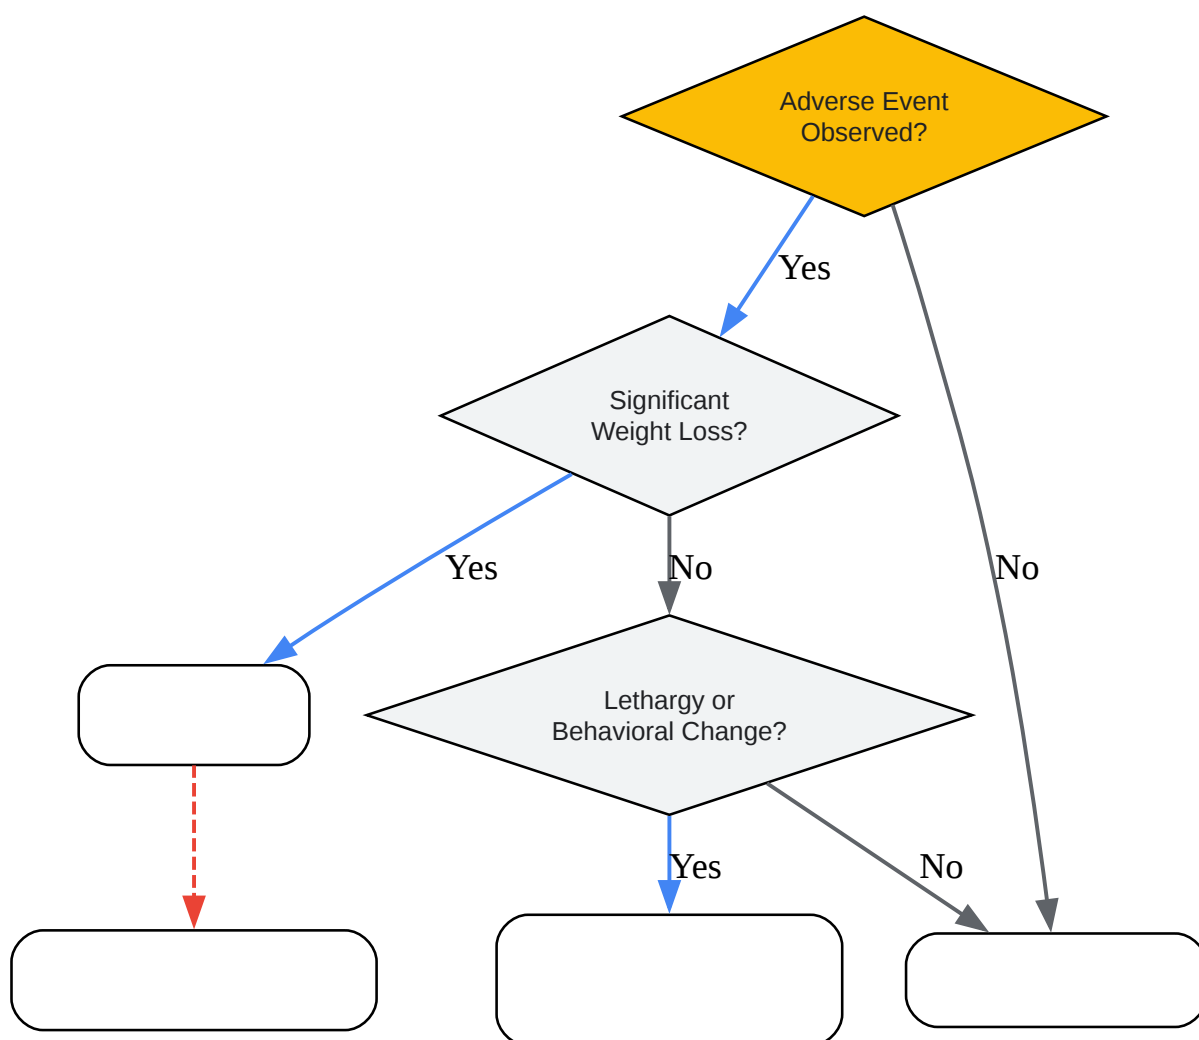 Adverse Event
Observed?
Yes
Significant
Weight Loss?
Yes
No
No
Lethargy or
Behavioral Change?
Yes
No